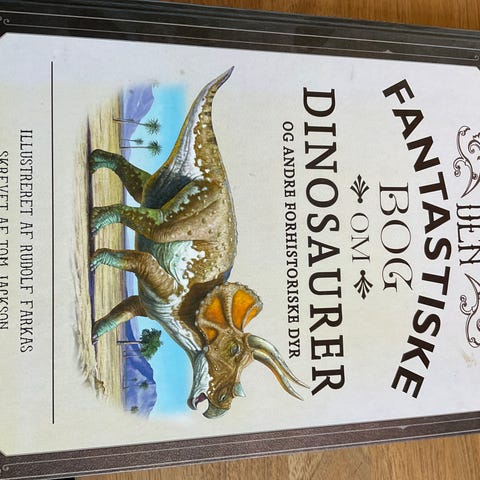 DEN
FANTASTISKE
BOG
OM
DINOSAURER
OG ANDRE FORHISTORISKE DYR
ILLUSTRERET AF RUDOLF FARKAS
SKREVET AF TOM JACKSON